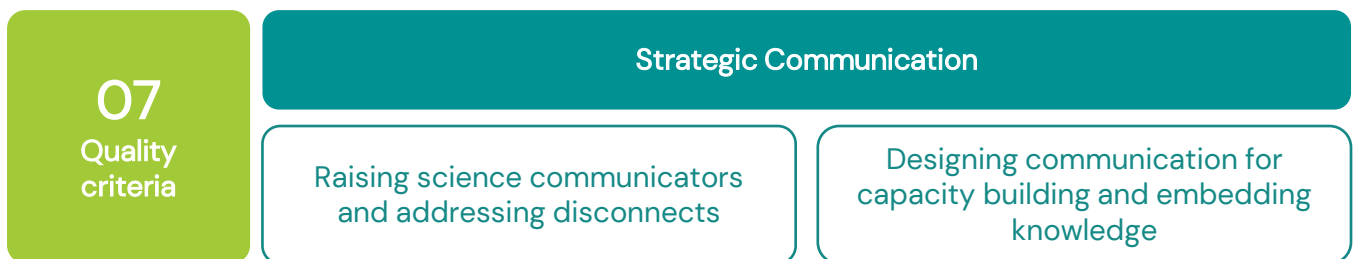 07
Quality
criteria
Strategic Communication
Raising science communicators
and addressing disconnects
Designing communication for
capacity building and embedding
knowledge